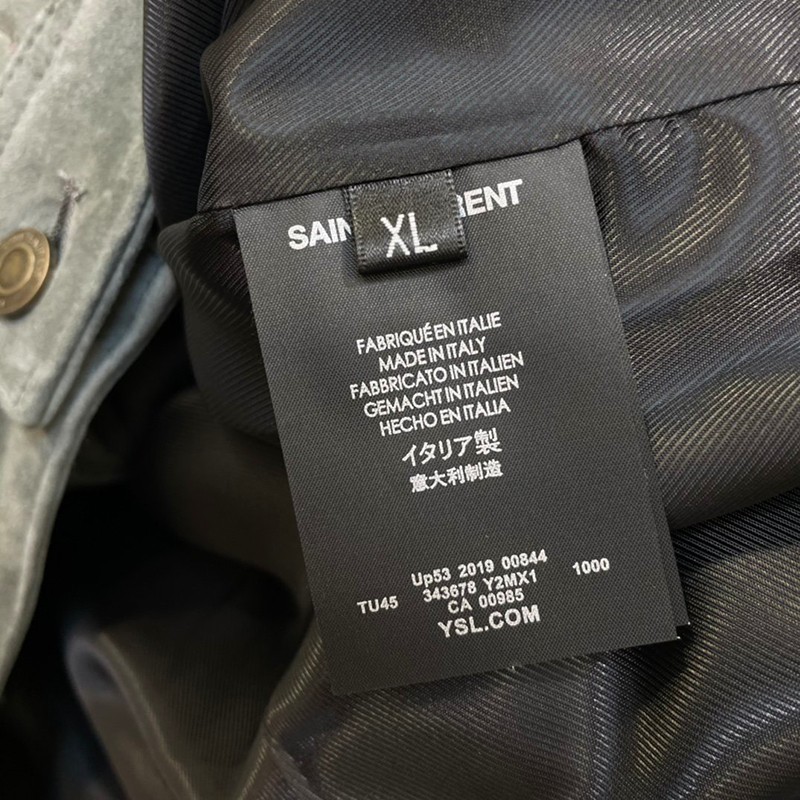 SAIN RENT
XL
FABRIQUÉ EN ITALIE
MADE IN ITALY
FABBRICATO IN ITALIEN
GEMACHT IN ITALIEN
HECHO EN ITALIA
イタリア製
意大利制造
Up53 2019 00844
TU45 343678 Y2MX1 1000
CA 00985
YSL.COM